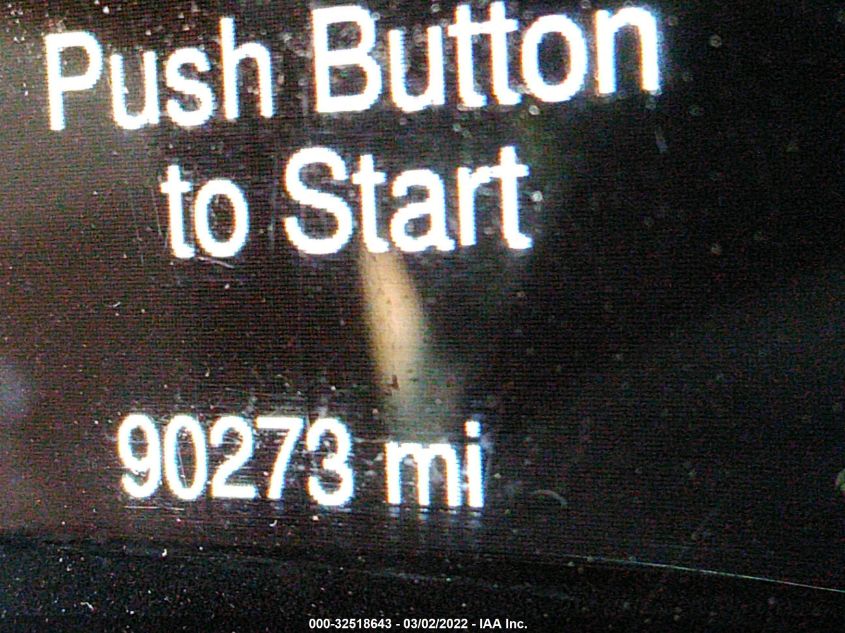 Push Button
to Start
90273 mi
000-32518643 - 03/02/2022 - IAA Inc.